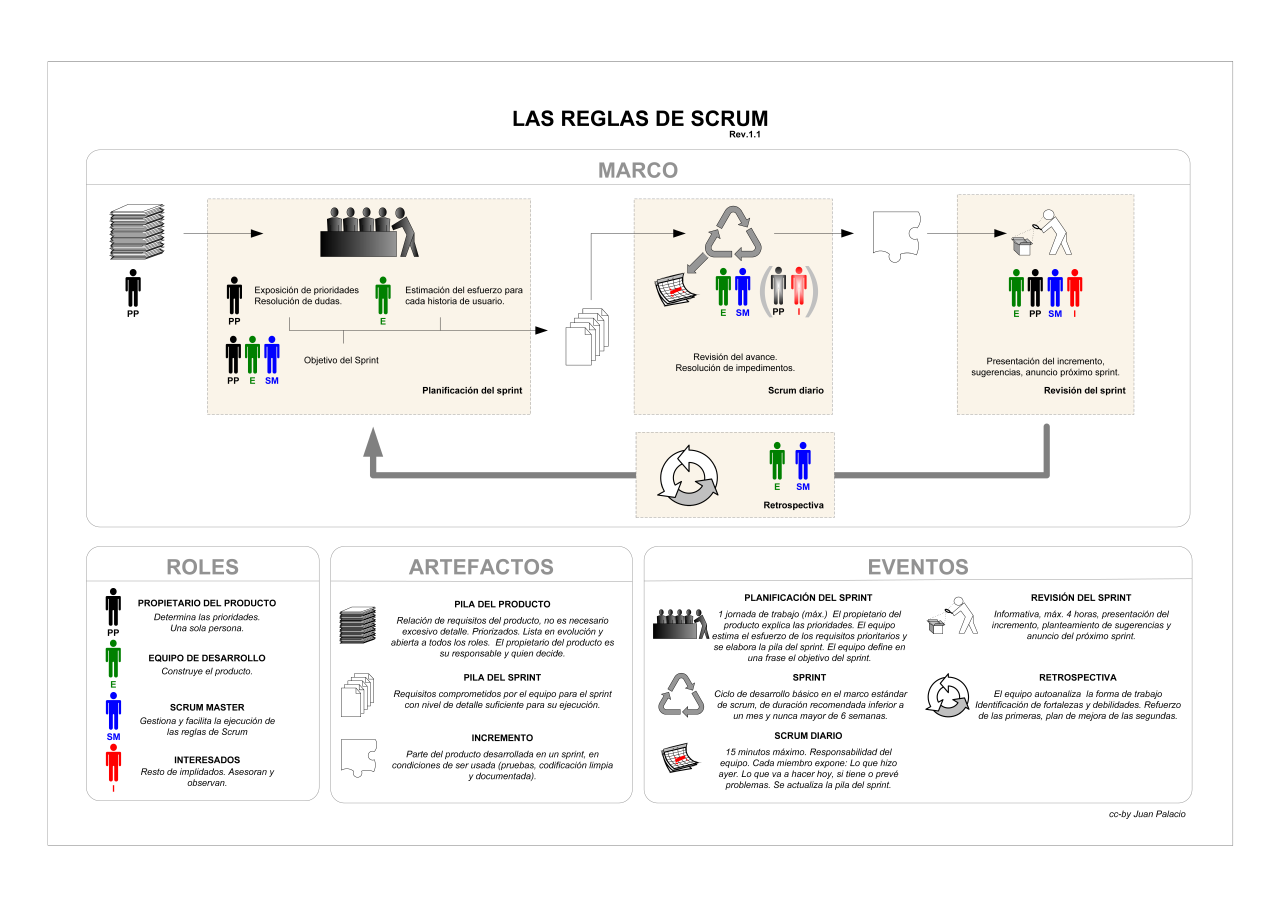 LAS REGLAS DE SCRUM
Rev.1.1
MARCO
PP
PP
Exposición de prioridades
Resolución de dudas.
E
Estimación del esfuerzo para
cada historia de usuario.
PP E SM
Objetivo del Sprint
Planificación del sprint
E SM ( PP I )
Revisión del avance.
Resolución de impedimentos.
Scrum diario
E PP SM I
Presentación del incremento,
sugerencias, anuncio próximo sprint.
Revisión del sprint
E SM
Retrospectiva
ROLES
PP
PROPIETARIO DEL PRODUCTO
Determina las prioridades.
Una sola persona.
E
EQUIPO DE DESARROLLO
Construye el producto.
SM
SCRUM MASTER
Gestiona y facilita la ejecución de
las reglas de Scrum
I
INTERESADOS
Resto de implidados. Asesoran y
observan.
ARTEFACTOS
PILA DEL PRODUCTO
Relación de requisitos del producto, no es necesario
excesivo detalle. Priorizados. Lista en evolución y
abierta a todos los roles. El propietario del producto es
su responsable y quien decide.
PILA DEL SPRINT
Requisitos comprometidos por el equipo para el sprint
con nivel de detalle suficiente para su ejecución.
INCREMENTO
Parte del producto desarrollada en un sprint, en
condiciones de ser usada (pruebas, codificación limpia
y documentada).
EVENTOS
PLANIFICACIÓN DEL SPRINT
1 jornada de trabajo (máx.) El propietario del
producto explica las prioridades. El equipo
estima el esfuerzo de los requisitos prioritarios y
se elabora la pila del sprint. El equipo define en
una frase el objetivo del sprint.
SPRINT
Ciclo de desarrollo básico en el marco estándar
de scrum, de duración recomendada inferior a
un mes y nunca mayor de 6 semanas.
SCRUM DIARIO
15 minutos máximo. Responsabilidad del
equipo. Cada miembro expone: Lo que hizo
ayer. Lo que va a hacer hoy, si tiene o prevé
problemas. Se actualiza la pila del sprint.
REVISIÓN DEL SPRINT
Informativa, máx. 4 horas, presentación del
incremento, planteamiento de sugerencias y
anuncio del próximo sprint.
RETROSPECTIVA
El equipo autoanaliza la forma de trabajo
Identificación de fortalezas y debilidades. Refuerzo
de las primeras, plan de mejora de las segundas.
cc-by Juan Palacio